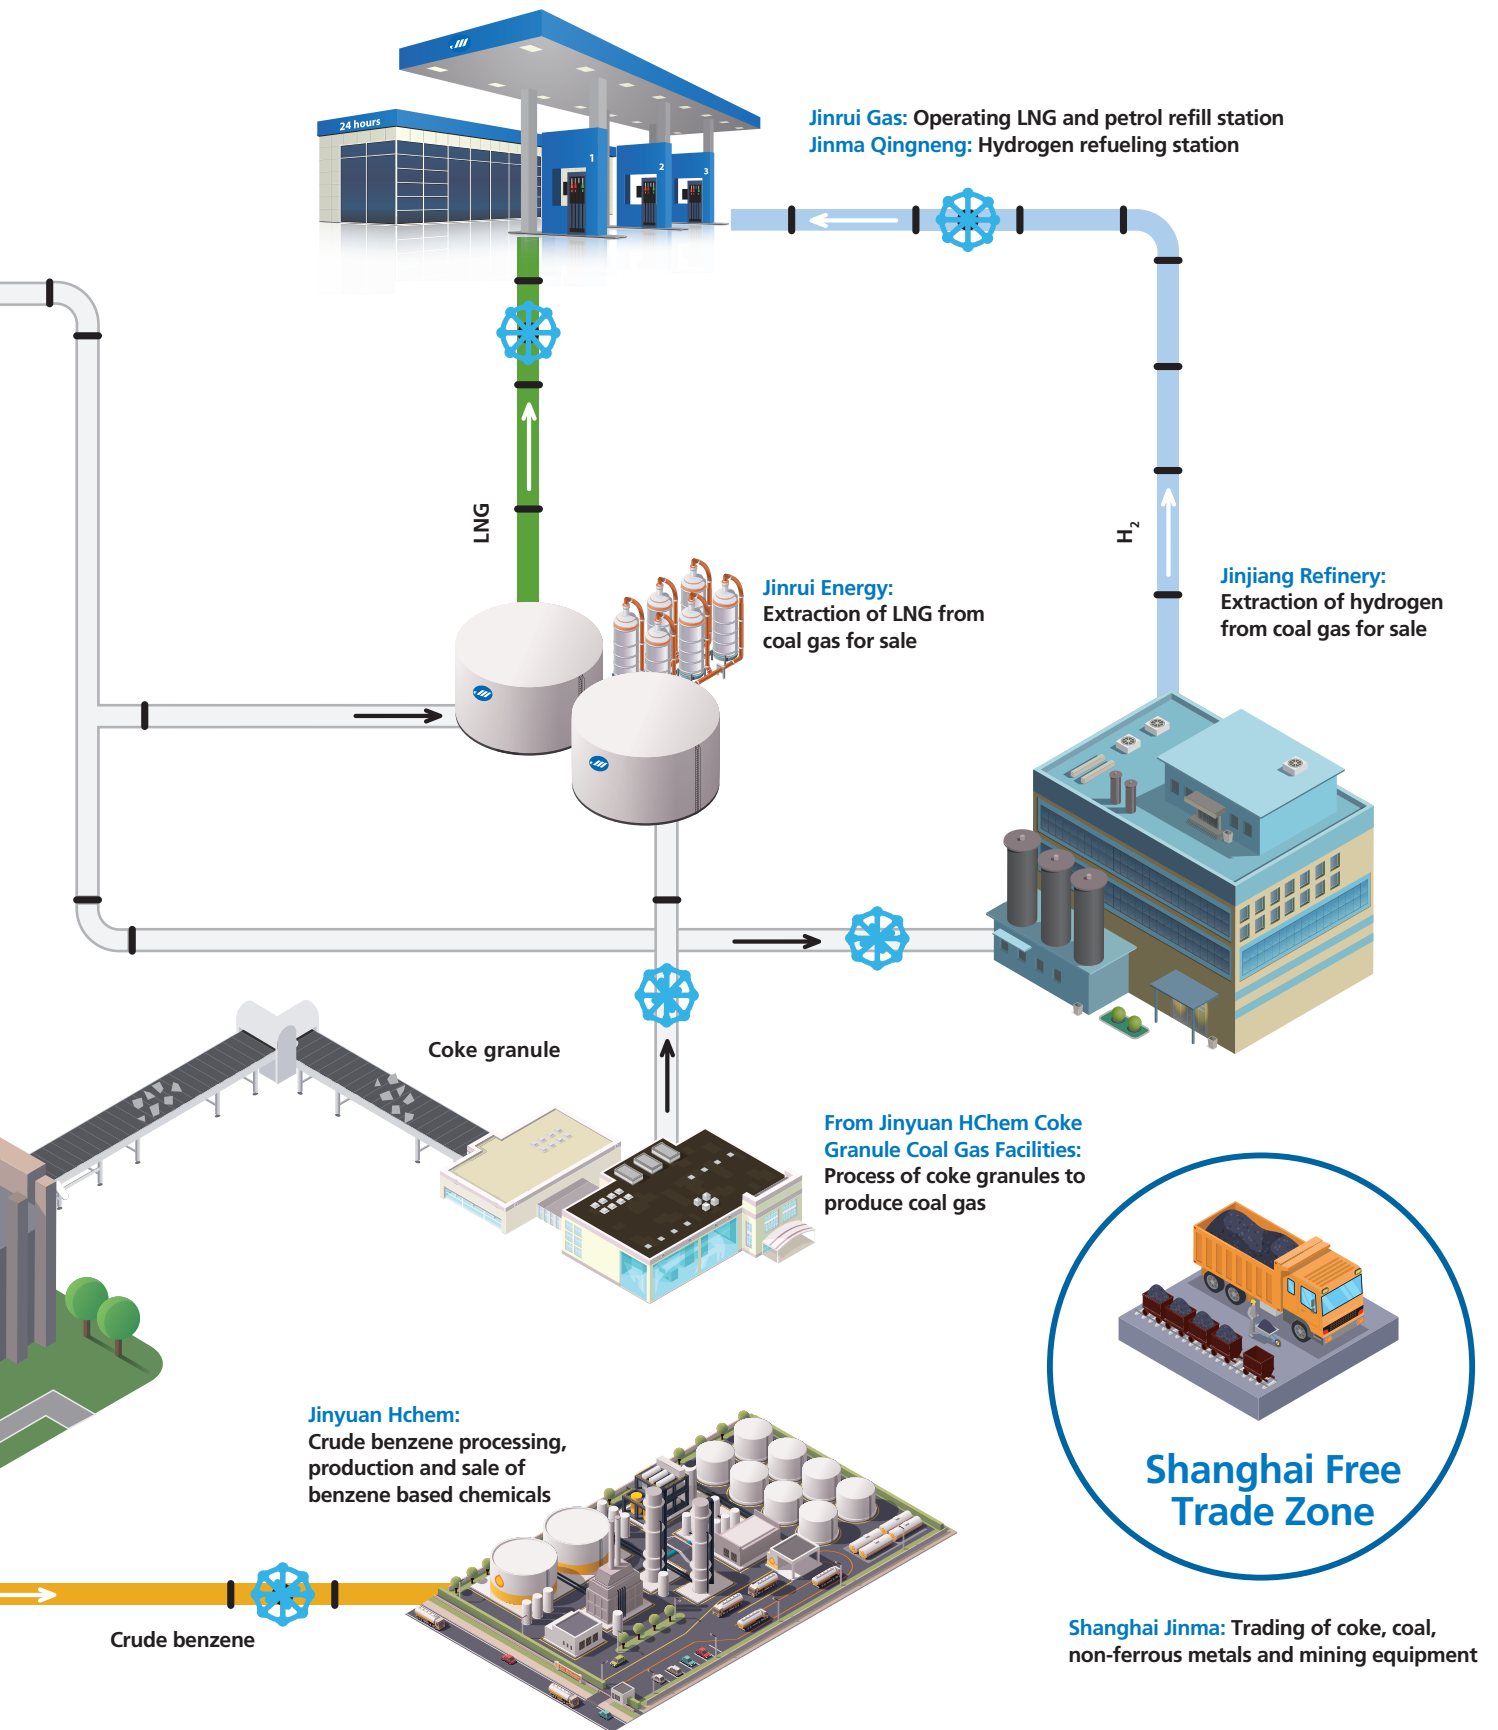 24 hours
1
2
3
Jinrui Gas: Operating LNG and petrol refill station
Jinma Qingneng: Hydrogen refueling station
LNG
H₂
Jinrui Energy:
Extraction of LNG from
coal gas for sale
Jinjiang Refinery:
Extraction of hydrogen
from coal gas for sale
Coke granule
From Jinyuan HChem Coke
Granule Coal Gas Facilities:
Process of coke granules to
produce coal gas
Jinyuan Hchem:
Crude benzene processing,
production and sale of
benzene based chemicals
Crude benzene
Shanghai Free
Trade Zone
Shanghai Jinma: Trading of coke, coal,
non-ferrous metals and mining equipment